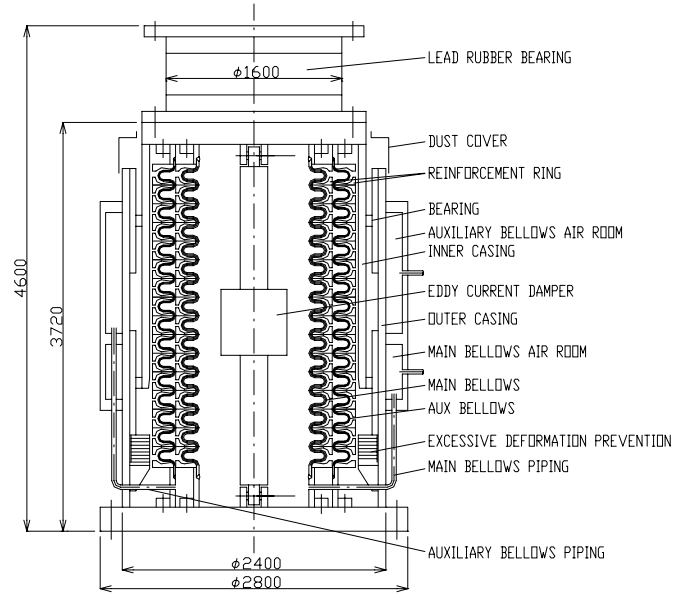 LEAD RUBBER BEARING
φ1600
DUST COVER
REINFORCEMENT RING
BEARING
AUXILIARY BELLOWS AIR ROOM
INNER CASING
EDDY CURRENT DAMPER
OUTER CASING
MAIN BELLOWS AIR ROOM
MAIN BELLOWS
AUX BELLOWS
EXCESSIVE DEFORMATION PREVENTION
MAIN BELLOWS PIPING
AUXILIARY BELLOWS PIPING
4600
3720
φ2400
φ2800